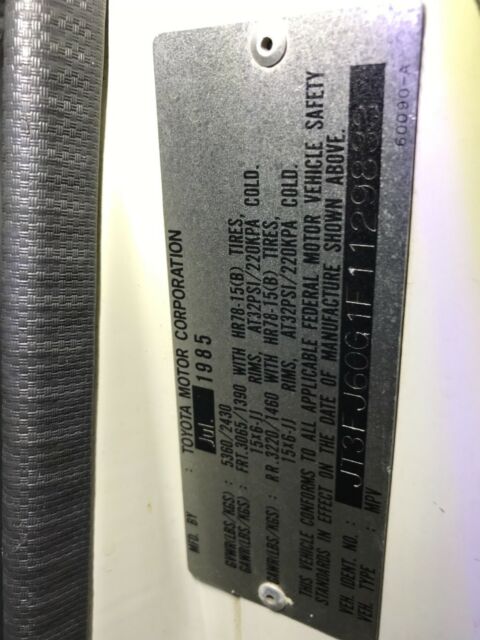 MFD. BY : TOYOTA MOTOR CORPORATION
Jul. 1985
GVWR(LBS/KGS): 5360/2430
GAWR(LBS/KGS): FRT.3065/1390 WITH HR78-15(B) TIRES,
15X6-JJ RIMS, AT32PSI/220KPA COLD.
GAWR(LBS/KGS): RR.3220/1460 WITH HR78-15(B) TIRES,
15X6-JJ RIMS, AT32PSI/220KPA COLD.
THIS VEHICLE CONFORMS TO ALL APPLICABLE FEDERAL MOTOR VEHICLE SAFETY
STANDARDS IN EFFECT ON THE DATE OF MANUFACTURE SHOWN ABOVE.
VEH. IDENT. NO. :
VEH. TYPE : MPV
60090-A